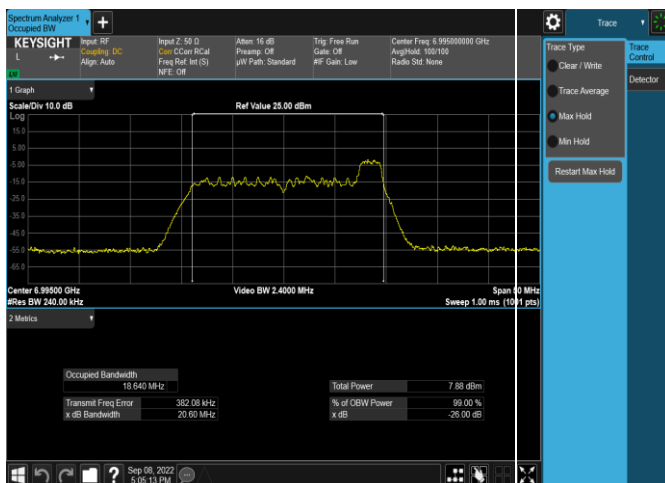 Spectrum Analyzer 1
Occupied BW
Trace
KEYSIGHT
L
Input: RF
Coupling: DC
Align: Auto
Input Z: 50 Ω
Corr CCorr RCal
Freq Ref: Int (S)
NFE: Off
Atten: 16 dB
Preamp: Off
µW Path: Standard
Trig: Free Run
Gate: Off
#IF Gain: Low
Center Freq: 6.995000000 GHz
Avg|Hold: 100/100
Radio Std: None
1 Graph
Scale/Div 10.0 dB
Ref Value 25.00 dBm
Log
15.0
5.00
-5.00
-15.0
-25.0
-35.0
-45.0
-55.0
-65.0
Center 6.99500 GHz
#Res BW 240.00 kHz
Video BW 2.4000 MHz
Span 50 MHz
Sweep 1.00 ms (1001 pts)
2 Metrics
Occupied Bandwidth
18.640 MHz
Transmit Freq Error 382.08 kHz
x dB Bandwidth 20.60 MHz
Total Power 7.88 dBm
% of OBW Power 99.00 %
x dB -26.00 dB
Sep 08, 2022
5:05:13 PM
Trace Type
Clear / Write
Trace Average
Max Hold
Min Hold
Restart Max Hold
Trace
Control
Detector